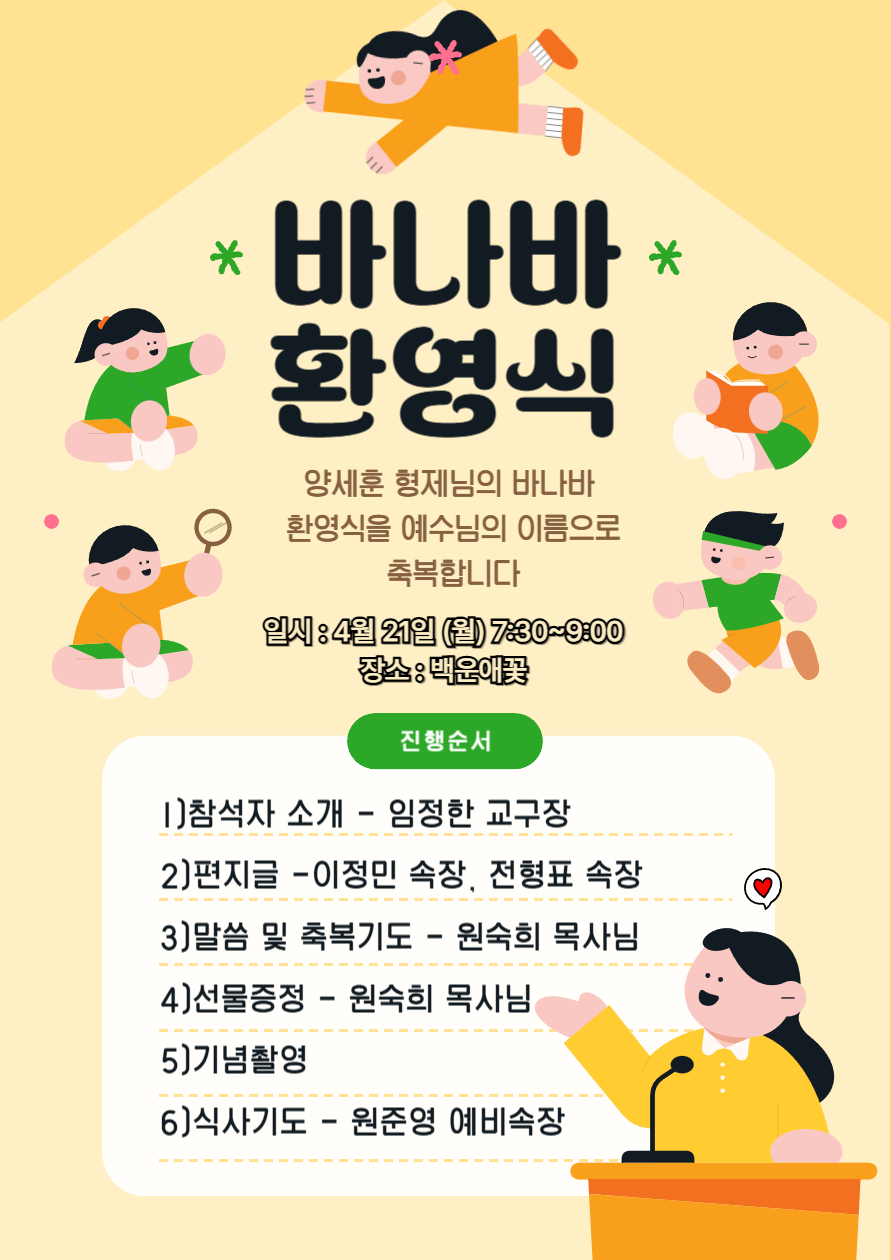 바나바
환영식
양세훈 형제님의 바나바
환영식을 예수님의 이름으로
축복합니다
일시 : 4월 21일 (월) 7:30~9:00
장소 : 백운애꽃
진행순서
1)참석자 소개 - 임정한 교구장
2)편지글 -이정민 속장, 전형표 속장
3)말씀 및 축복기도 - 원숙희 목사님
4)선물증정 - 원숙희 목사님
5)기념촬영
6)식사기도 - 원준영 예비속장